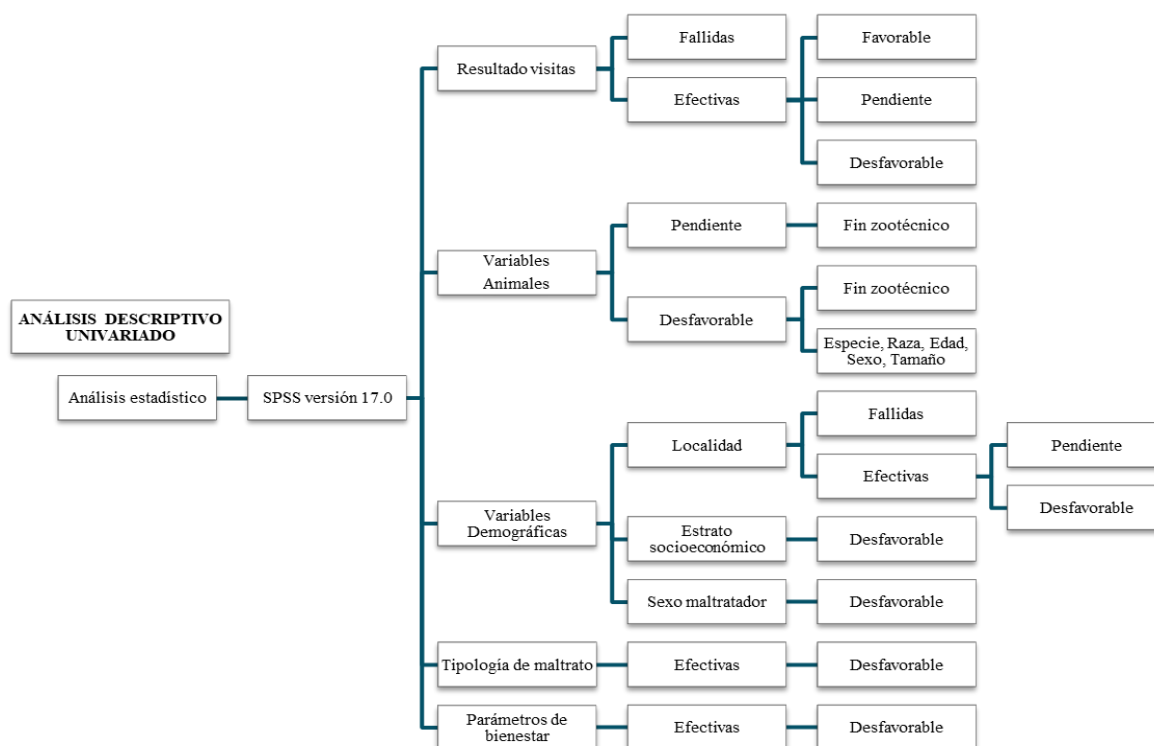 ANÁLISIS DESCRIPTIVO
UNIVARIADO
Análisis estadístico
SPSS versión 17.0
Resultado visitas
Fallidas
Efectivas
Favorable
Pendiente
Desfavorable
Variables
Animales
Pendiente
Fin zootécnico
Desfavorable
Fin zootécnico
Especie, Raza, Edad,
Sexo, Tamaño
Variables
Demográficas
Localidad
Fallidas
Efectivas
Pendiente
Desfavorable
Estrato
socioeconómico
Desfavorable
Sexo maltratador
Desfavorable
Tipología de maltrato
Efectivas
Desfavorable
Parámetros de
bienestar
Efectivas
Desfavorable